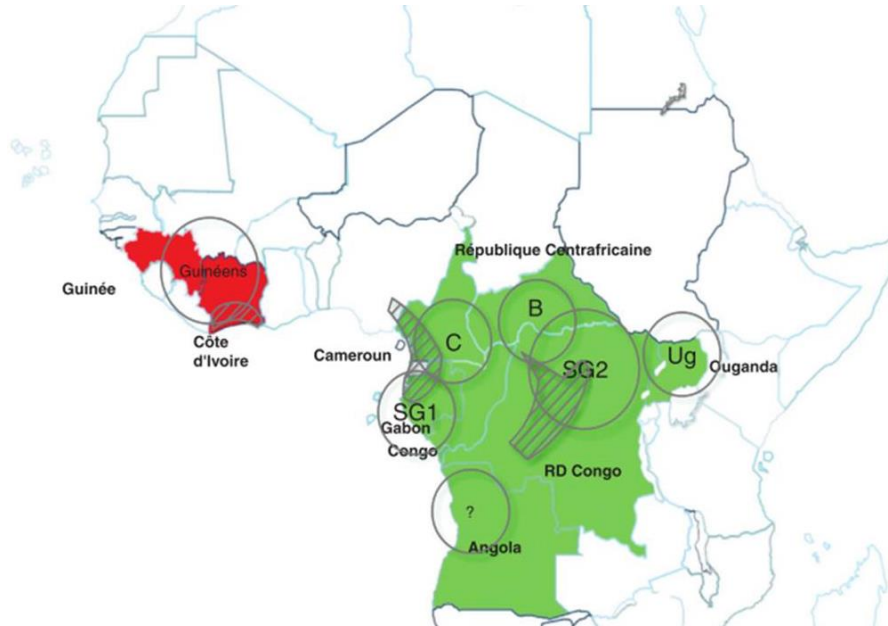 République Centrafricaine
Guinéens
Guinée
B
Côte
d'Ivoire
Cameroun
C
SG2
Ug
Ouganda
SG1
Gabon
Congo
RD Congo
?
Angola